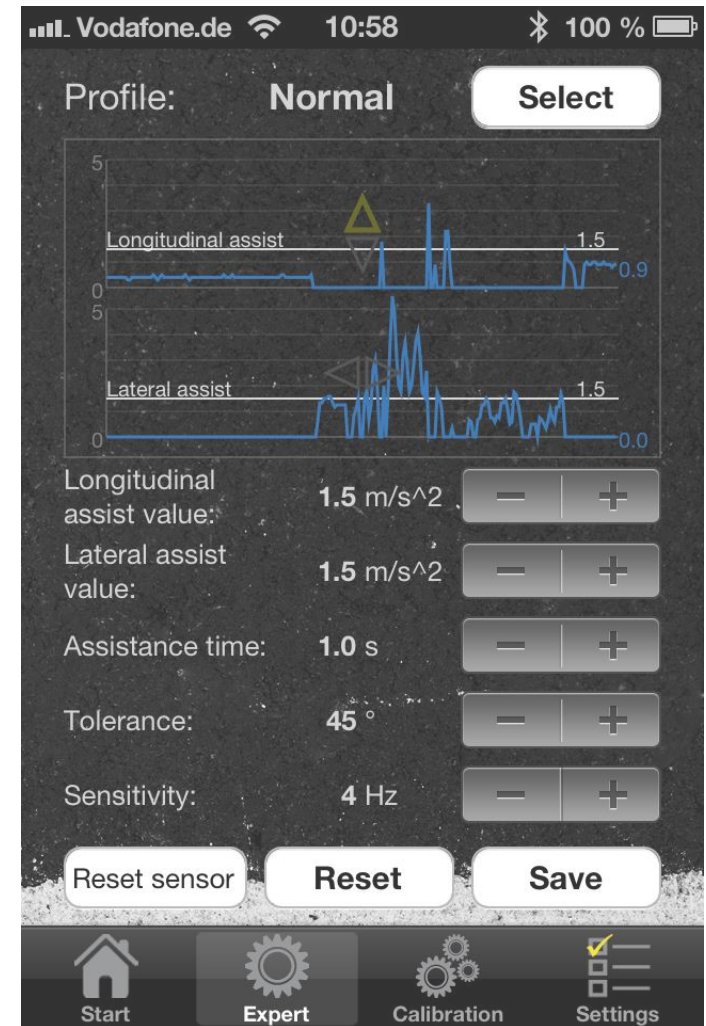 Vodafone.de 10:58 100 %
Profile: Normal Select
5
Longitudinal assist 1.5
0.9
0
5
Lateral assist 1.5
0 0.0
Longitudinal
assist value: 1.5 m/s^2 − +
Lateral assist
value: 1.5 m/s^2 − +
Assistance time: 1.0 s − +
Tolerance: 45 ° − +
Sensitivity: 4 Hz − +
Reset sensor Reset Save
Start Expert Calibration Settings